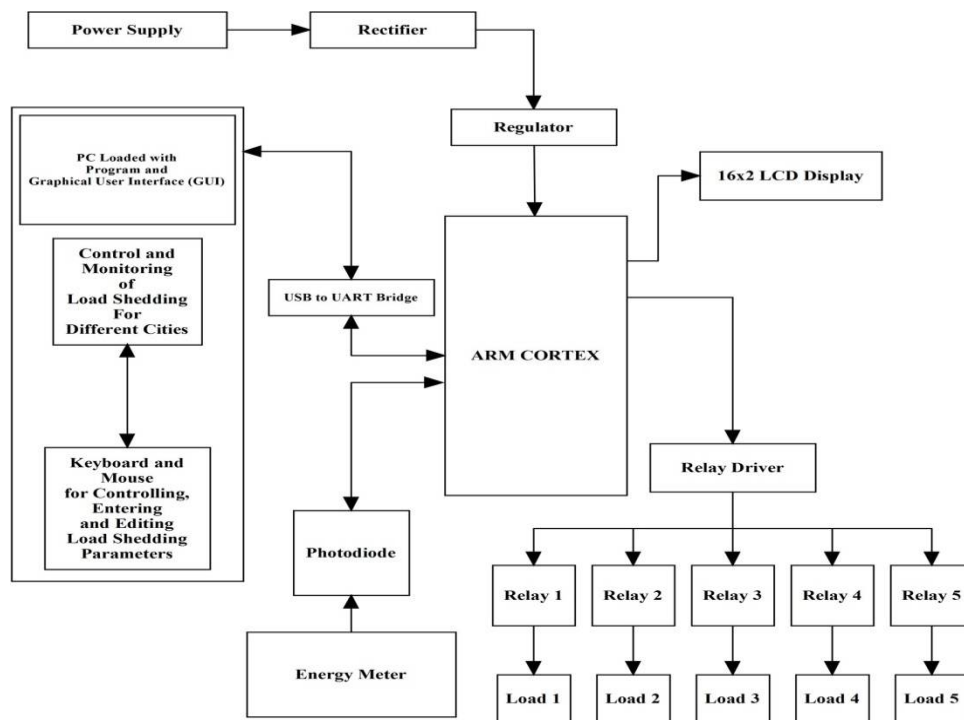 Power Supply
Rectifier
Regulator
PC Loaded with
Program and
Graphical User Interface (GUI)
16x2 LCD Display
Control and
Monitoring
of
Load Shedding
For
Different Cities
USB to UART Bridge
ARM CORTEX
Keyboard and
Mouse
for Controlling,
Entering
and Editing
Load Shedding
Parameters
Relay Driver
Photodiode
Relay 1
Relay 2
Relay 3
Relay 4
Relay 5
Energy Meter
Load 1
Load 2
Load 3
Load 4
Load 5